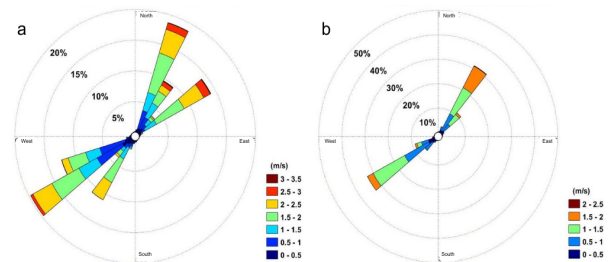 a
North
20%
15%
10%
5%
West
East
South
(m/s)
3 - 3.5
2.5 - 3
2 - 2.5
1.5 - 2
1 - 1.5
0.5 - 1
0 - 0.5
b
North
50%
40%
30%
20%
10%
West
East
South
(m/s)
2 - 2.5
1.5 - 2
1 - 1.5
0.5 - 1
0 - 0.5